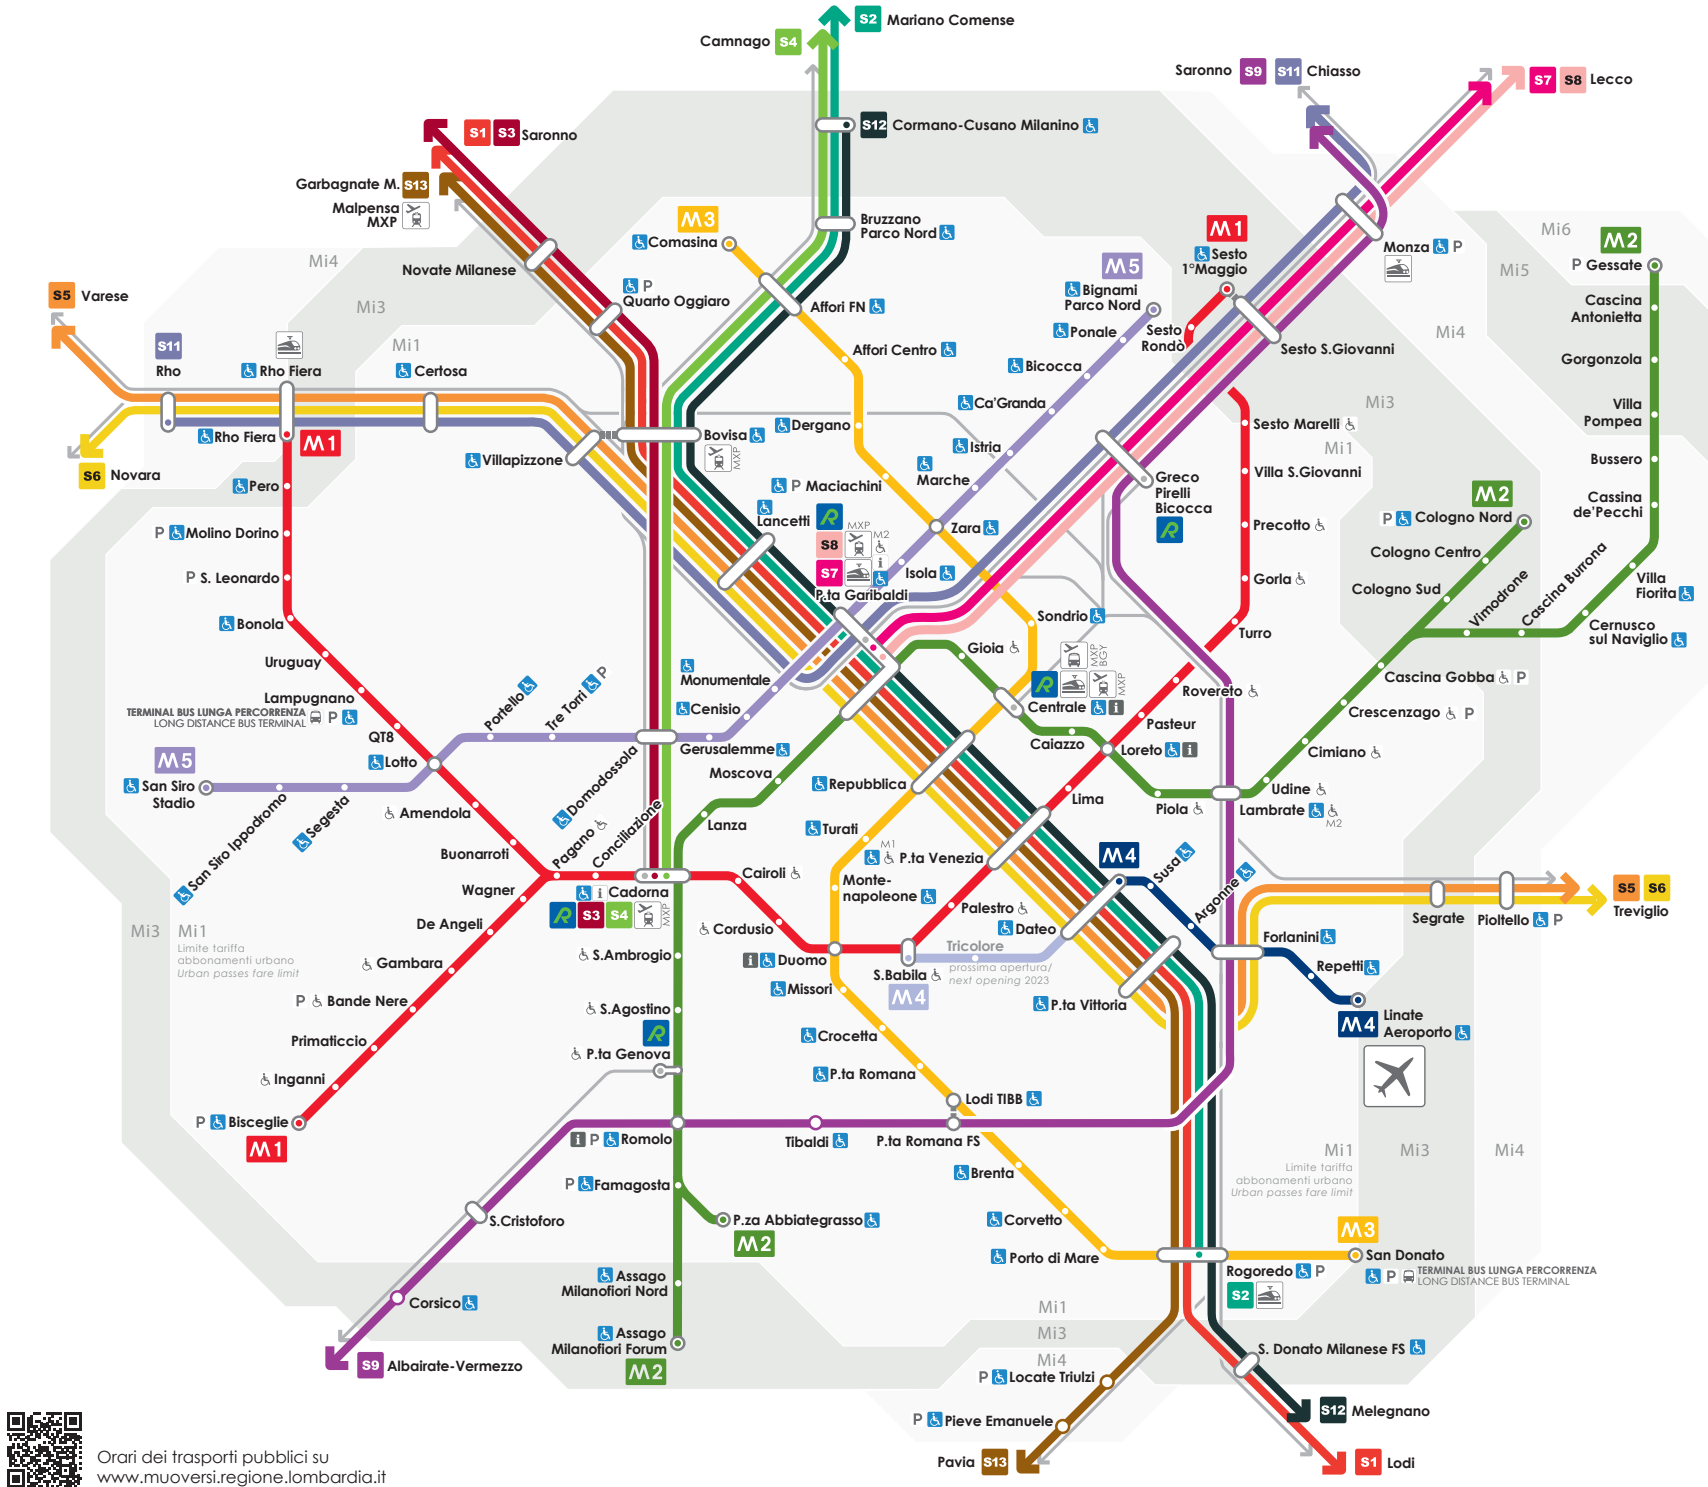 S2 Mariano Comense
Camnago S4
Saronno S9 S11 Chiasso
S7 S8 Lecco
S1 S3 Saronno
S12 Cormano-Cusano Milanino
Garbagnate M. S13
Malpensa
MXP
M3
Comasina
Bruzzano
Parco Nord
M1
Sesto
1°Maggio
Monza P
Mi6
M2
P Gessate
Mi5
Mi4
Novate Milanese
M5
Bignami
Parco Nord
Mi4
Mi3
P
Quarto Oggiaro
Affori FN
Ponale
Sesto
Rondò
Sesto S.Giovanni
Cascina
Antonietta
S5 Varese
S11
Rho
Rho Fiera
Mi1
Certosa
Affori Centro
Bicocca
Gorgonzola
Ca'Granda
Mi3
Villa
Pompea
Rho Fiera M1
Villapizzone
Bovisa
MXP
Dergano
Istria
Sesto Marelli
Mi1
S6 Novara
Pero
P Maciachini
Marche
Greco
Pirelli
Bicocca
R
Villa S.Giovanni
Bussero
M2
P Cologno Nord
Cassina
de'Pecchi
P Molino Dorino
Lancetti
R MXP
S8 M2
S7 i
P.ta Garibaldi
Zara
Isola
Precotto
Cologno Centro
P S. Leonardo
Gorla
Cologno Sud
Vimodrone
Cascina Burrona
Villa
Fiorita
Bonola
Sondrio
Turro
Cernusco
sul Naviglio
Uruguay
Gioia
MXP
BGY
R
MXP
Centrale i
Monumentale
Cascina Gobba P
Lampugnano
TERMINAL BUS LUNGA PERCORRENZA P
LONG DISTANCE BUS TERMINAL
Portello
Tre Torri P
Cenisio
Rovereto
Crescenzago P
QT8
Gerusalemme
Pasteur
Caiazzo
Loreto i
Cimiano
M5
Lotto
Moscova
San Siro
Stadio
San Siro Ippodromo
Segesta
Domodossola
Repubblica
Lima
Piola
Udine
Lambrate
M2
Amendola
Pagano
Conciliazione
Lanza
Turati
Buonarroti
M1
P.ta Venezia
M4
Susa
Argonne
Wagner
i Cadorna
R S3 S4
MXP
Cairoli
Monte-
napoleone
Palestro
S5 S6
Treviglio
De Angeli
Segrate
Pioltello P
Mi3
Mi1
Limite tariffa
abbonamenti urbano
Urban passes fare limit
Cordusio
Dateo
Tricolore
prossima apertura/
next opening 2023
Forlanini
Gambara
S.Ambrogio
i Duomo
S.Babila
M4
Repetti
P Bande Nere
Missori
P.ta Vittoria
S.Agostino
R
P.ta Genova
Crocetta
M4
Linate
Aeroporto
Primaticcio
Inganni
P.ta Romana
Lodi TIBB
P Bisceglie
M1
i P Romolo
Tibaldi
P.ta Romana FS
Mi1
Limite tariffa
abbonamenti urbano
Urban passes fare limit
Mi3
Mi4
P Famagosta
Brenta
S.Cristoforo
P.za Abbiategrasso
M2
Corvetto
M3
San Donato
P TERMINAL BUS LUNGA PERCORRENZA
LONG DISTANCE BUS TERMINAL
Porto di Mare
Rogoredo P
S2
Assago
Milanofiori Nord
Corsico
Mi1
Mi3
Mi4
Assago
Milanofiori Forum
M2
S. Donato Milanese FS
S9 Albairate-Vermezzo
P Locate Triulzi
P Pieve Emanuele
S12 Melegnano
Pavia S13
S1 Lodi
Orari dei trasporti pubblici su
www.muoversi.regione.lombardia.it
Mi4
Mi3